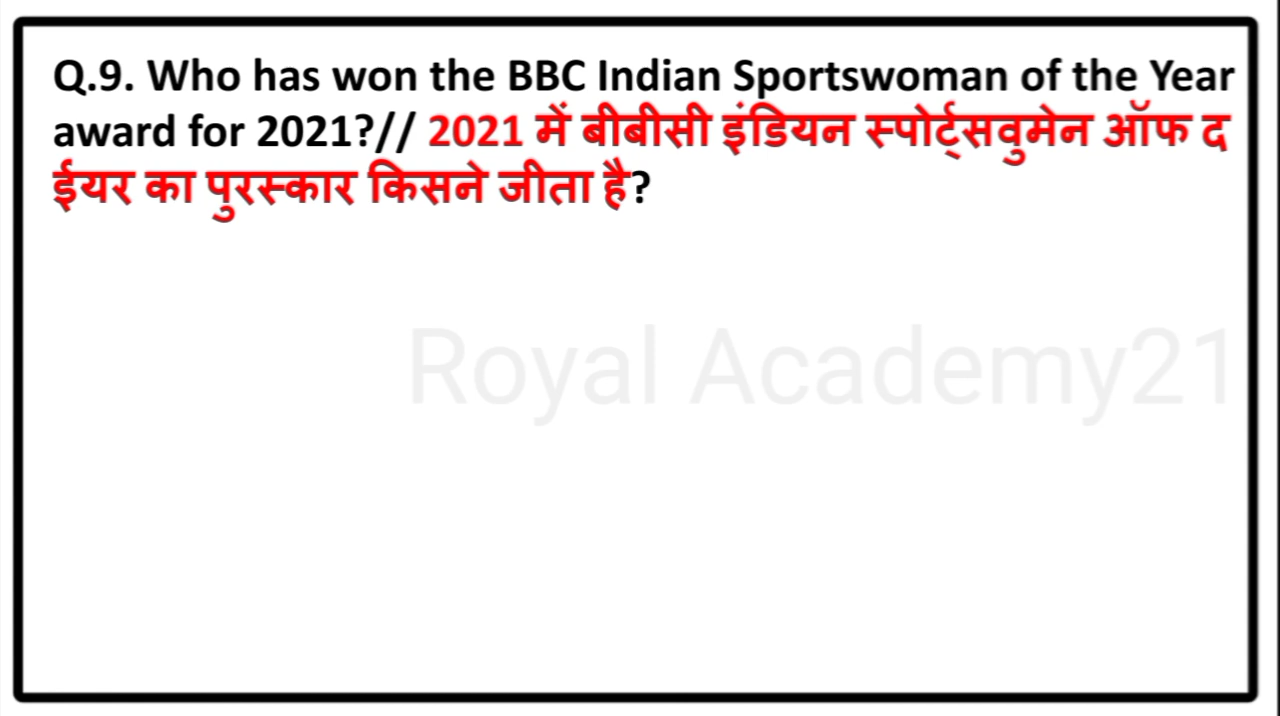 Q.9. Who has won the BBC Indian Sportswoman of the Year
award for 2021?// 2021 में बीबीसी इंडियन स्पोर्ट्सवुमेन ऑफ द
ईयर का पुरस्कार किसने जीता है?
Royal Academy21